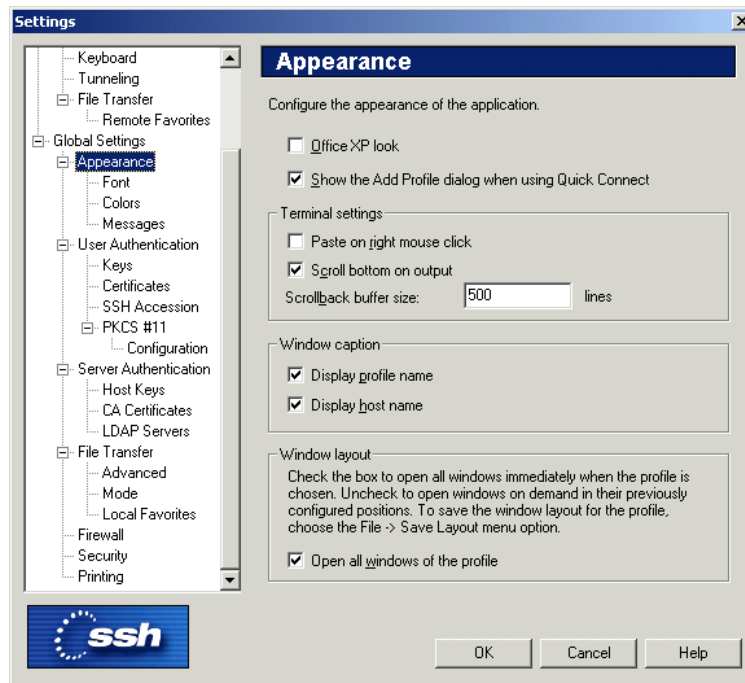 Settings
Keyboard
Tunneling
File Transfer
Remote Favorites
Global Settings
Appearance
Font
Colors
Messages
User Authentication
Keys
Certificates
SSH Accession
PKCS #11
Configuration
Server Authentication
Host Keys
CA Certificates
LDAP Servers
File Transfer
Advanced
Mode
Local Favorites
Firewall
Security
Printing
ssh
Appearance
Configure the appearance of the application.
Office XP look
Show the Add Profile dialog when using Quick Connect
Terminal settings
Paste on right mouse click
Scroll bottom on output
Scrollback buffer size: 500 lines
Window caption
Display profile name
Display host name
Window layout
Check the box to open all windows immediately when the profile is
chosen. Uncheck to open windows on demand in their previously
configured positions. To save the window layout for the profile,
choose the File -> Save Layout menu option.
Open all windows of the profile
OK Cancel Help